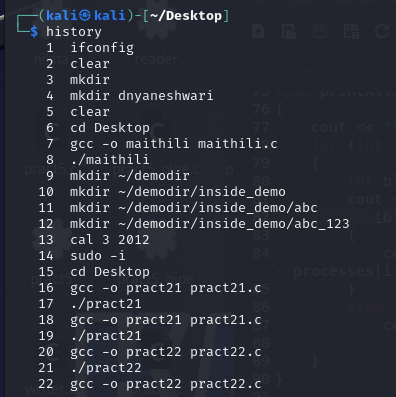 ┌──(kali㉿kali)-[~/Desktop]
└─$ history
1 ifconfig
2 clear
3 mkdir
4 mkdir dnyaneshwari
5 clear
6 cd Desktop
7 gcc -o maithili maithili.c
8 ./maithili
9 mkdir ~/demodir
10 mkdir ~/demodir/inside_demo
11 mkdir ~/demodir/inside_demo/abc
12 mkdir ~/demodir/inside_demo/abc_123
13 cal 3 2012
14 sudo -i
15 cd Desktop
16 gcc -o pract21 pract21.c
17 ./pract21
18 gcc -o pract21 pract21.c
19 ./pract21
20 gcc -o pract22 pract22.c
21 ./pract22
22 gcc -o pract22 pract22.c